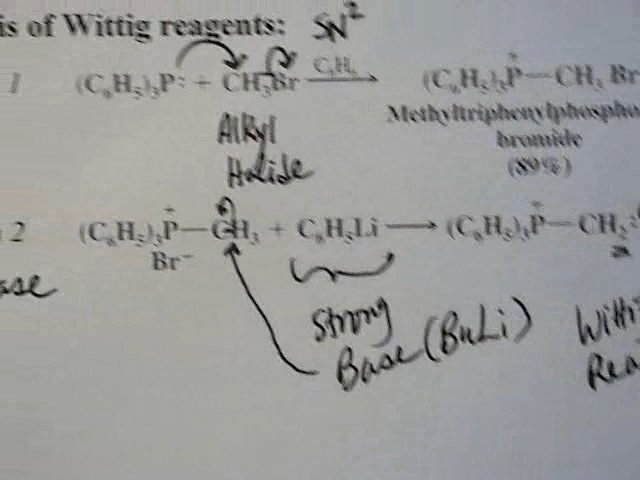 is of Wittig reagents: SN²
1 (C₆H₅)₃P: + CH₃Br C₆H₆ (C₆H₅)₃P⁺—CH₃ Br
Methyltriphenylphospho
bromide
(89%)
Alkyl
Halide
2 (C₆H₅)₃P⁺—CH₃ + C₆H₅Li ⟶ (C₆H₅)₃P⁺—CH₂:
Br⁻
ase
Strong
Base (BuLi)
Witti
Rea